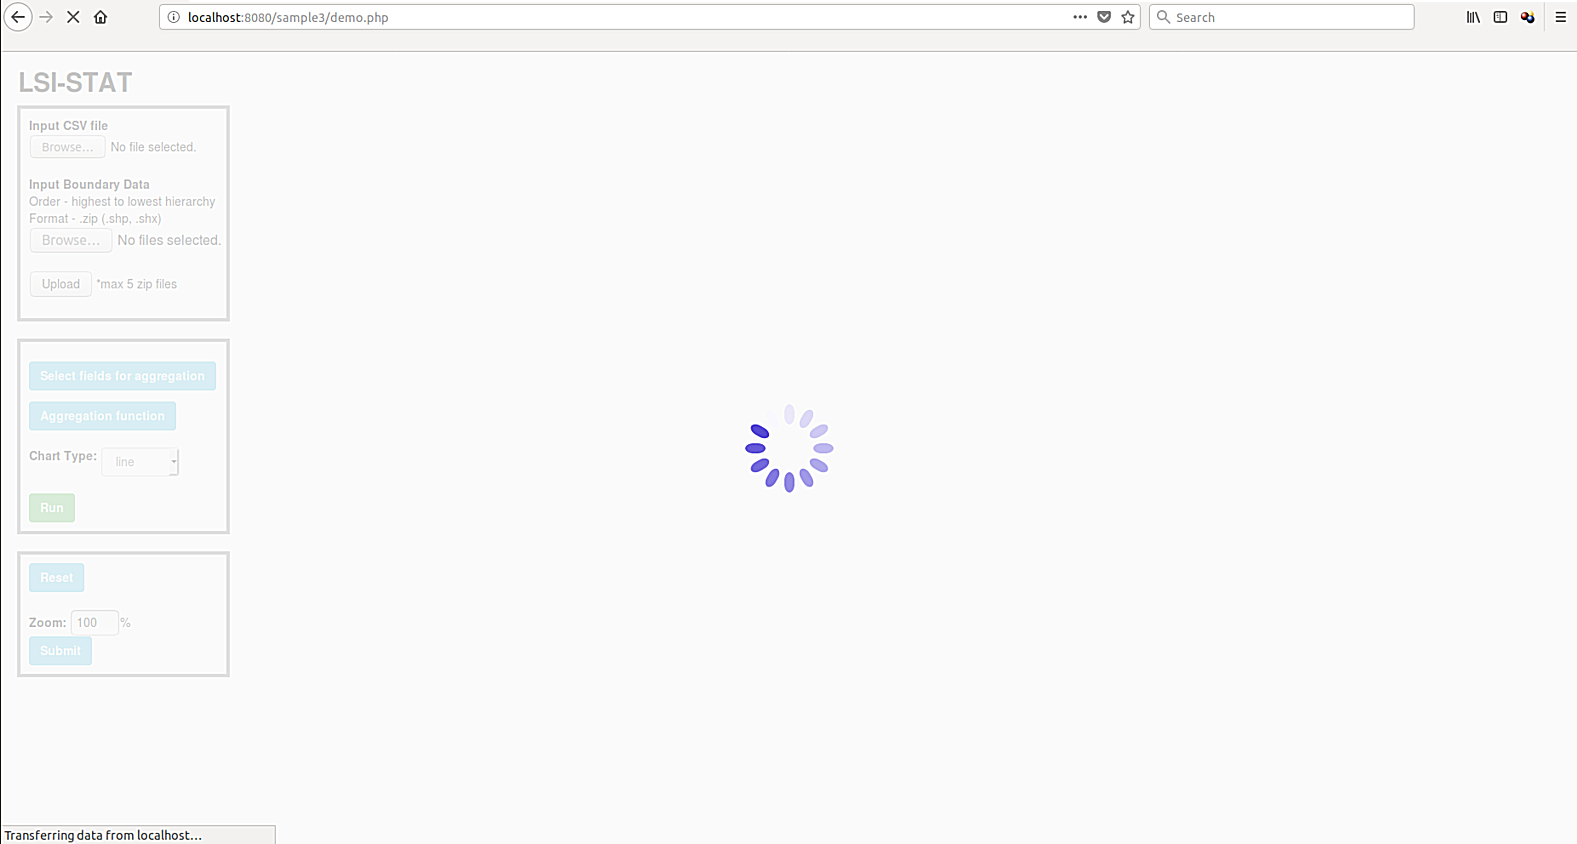 localhost:8080/sample3/demo.php
Search
LSI-STAT
Input CSV file
Browse... No file selected.
Input Boundary Data
Order - highest to lowest hierarchy
Format - .zip (.shp, .shx)
Browse... No files selected.
Upload *max 5 zip files
Select fields for aggregation
Aggregation function
Chart Type: line
Run
Reset
Zoom: 100 %
Submit
Transferring data from localhost...